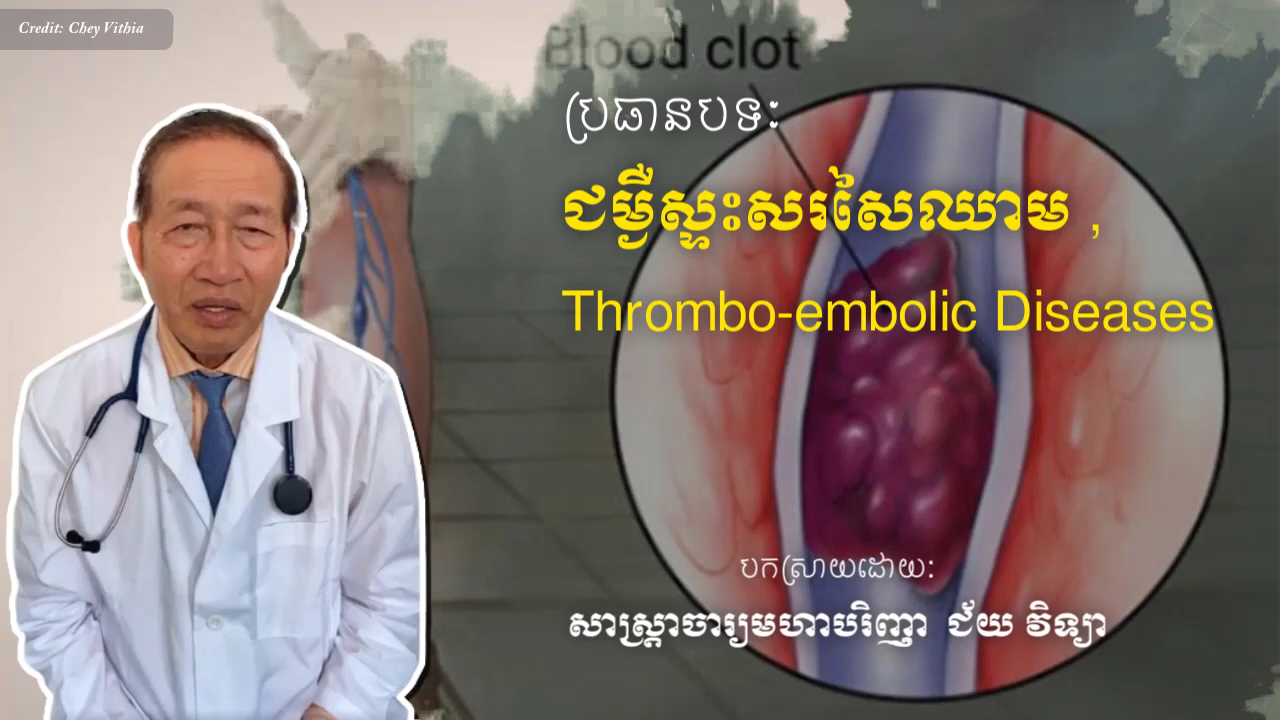 Credit: Chey Vithia
Blood clot
ប្រធានបទ៖
ជម្ងឺស្ទះសរសៃឈាម ,
Thrombo-embolic Diseases
បកស្រាយដោយ:
សាស្ត្រាចារ្យមហាបរិញ្ញា ជ័យ វិទ្យា